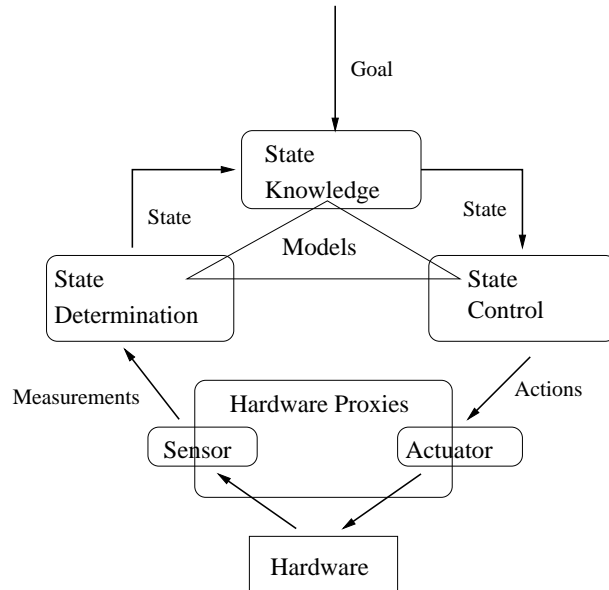 Goal
State
Knowledge
State
State
Models
State
Determination
State
Control
Measurements
Hardware Proxies
Actions
Sensor
Actuator
Hardware